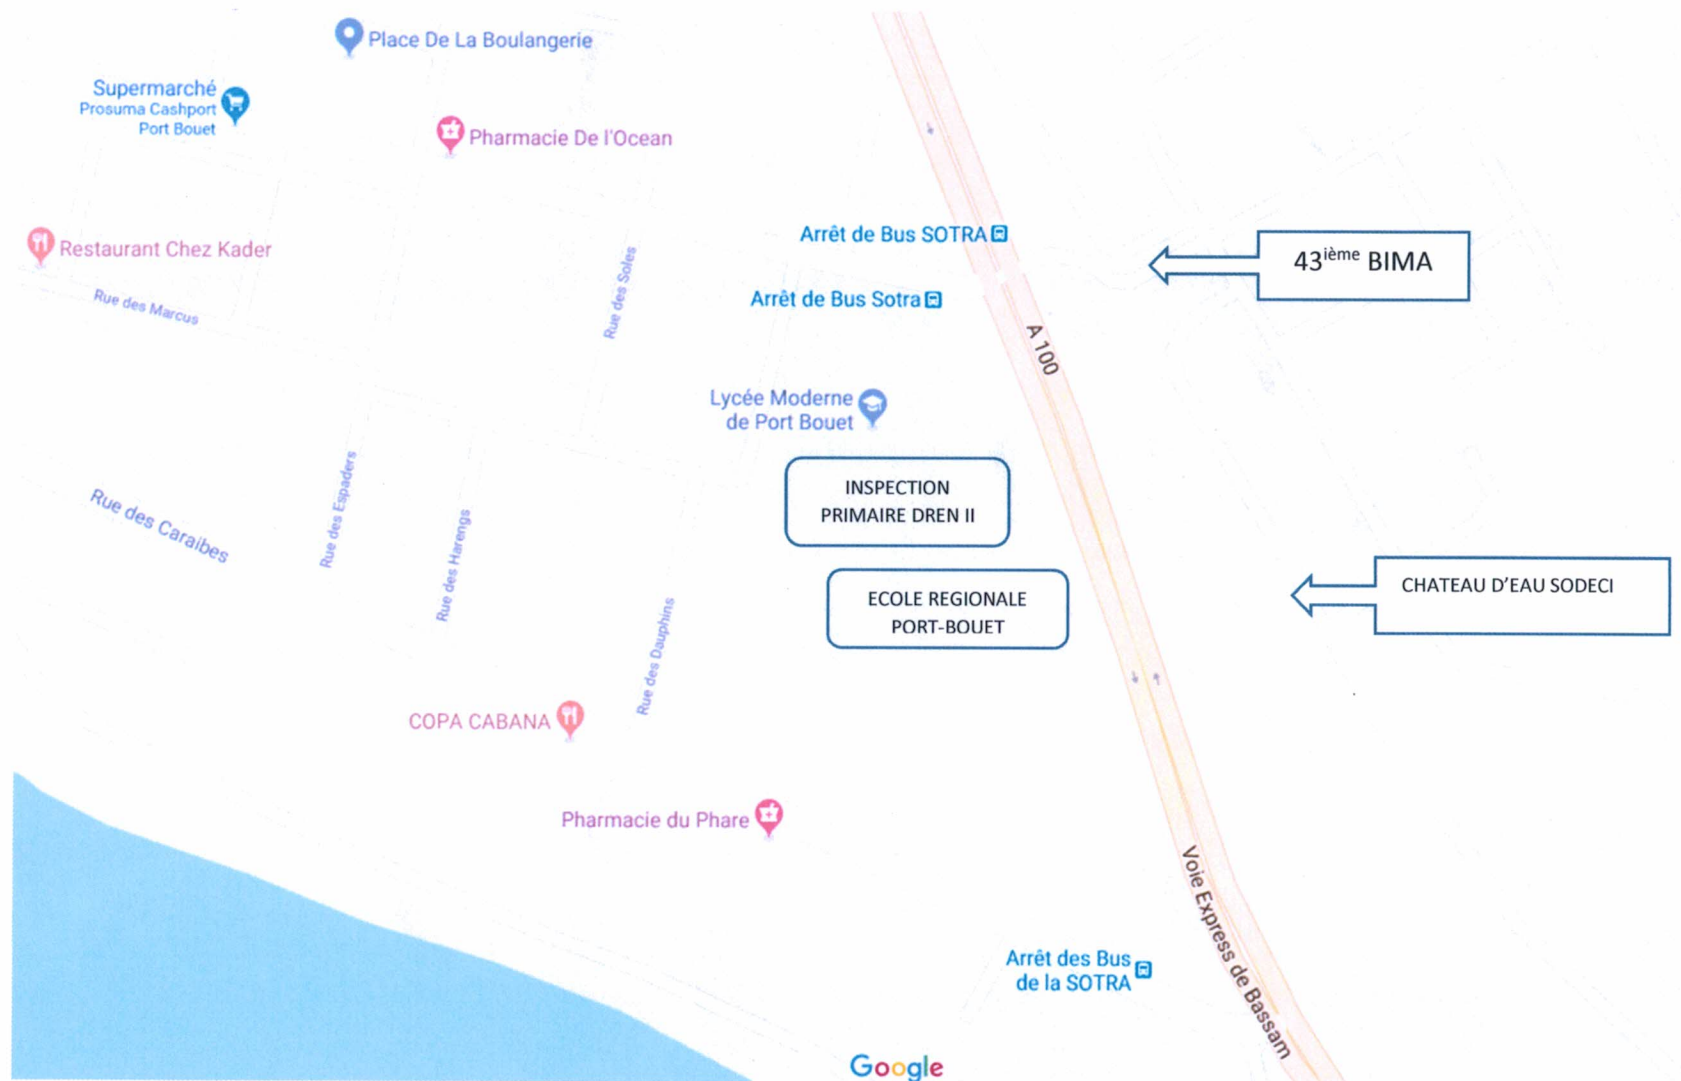 Place De La Boulangerie
Supermarché
Prosuma Cashport
Port Bouet
Pharmacie De l'Ocean
Arrêt de Bus SOTRA
43ième BIMA
Restaurant Chez Kader
Rue des Marcus
Rue des Soles
Arrêt de Bus Sotra
A 100
Lycée Moderne
de Port Bouet
INSPECTION
PRIMAIRE DREN II
Rue des Caraibes
Rue des Espaders
Rue des Harengs
ECOLE REGIONALE
PORT-BOUET
CHATEAU D'EAU SODECI
Rue des Dauphins
COPA CABANA
Pharmacie du Phare
Voie Express de Bassam
Arrêt des Bus
de la SOTRA
Google